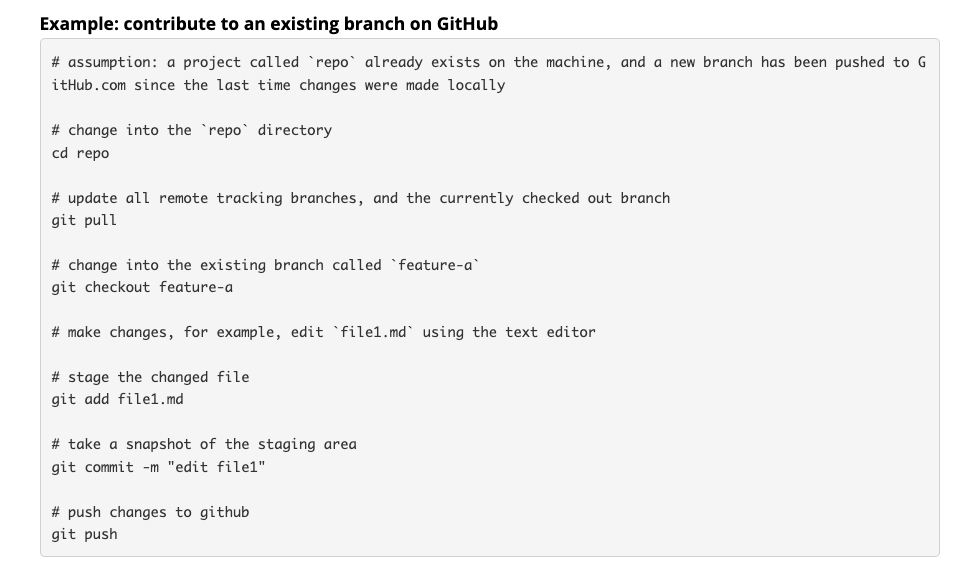 Example: contribute to an existing branch on GitHub
# assumption: a project called `repo` already exists on the machine, and a new branch has been pushed to G
itHub.com since the last time changes were made locally
# change into the `repo` directory
cd repo
# update all remote tracking branches, and the currently checked out branch
git pull
# change into the existing branch called `feature-a`
git checkout feature-a
# make changes, for example, edit `file1.md` using the text editor
# stage the changed file
git add file1.md
# take a snapshot of the staging area
git commit -m "edit file1"
# push changes to github
git push